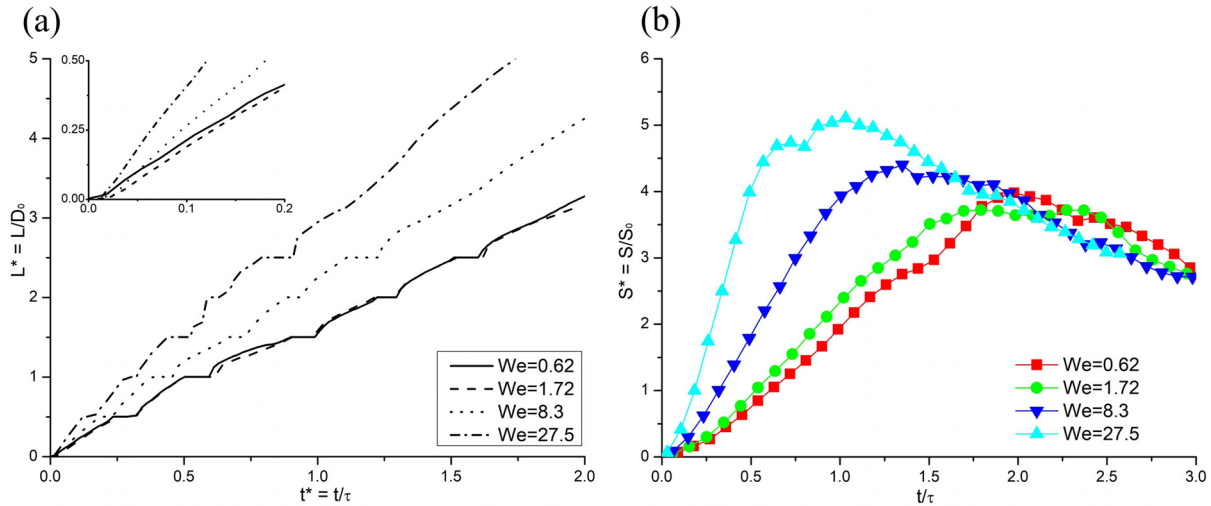 (a)
5
4
3
2
1
0
L* = L/D₀
0.0
0.5
1.0
1.5
2.0
t* = t/τ
0.50
0.25
0.00
0.0
0.1
0.2
We=0.62
We=1.72
We=8.3
We=27.5
(b)
6
5
4
3
2
1
0
S* = S/S₀
0.0
0.5
1.0
1.5
2.0
2.5
3.0
t/τ
We=0.62
We=1.72
We=8.3
We=27.5